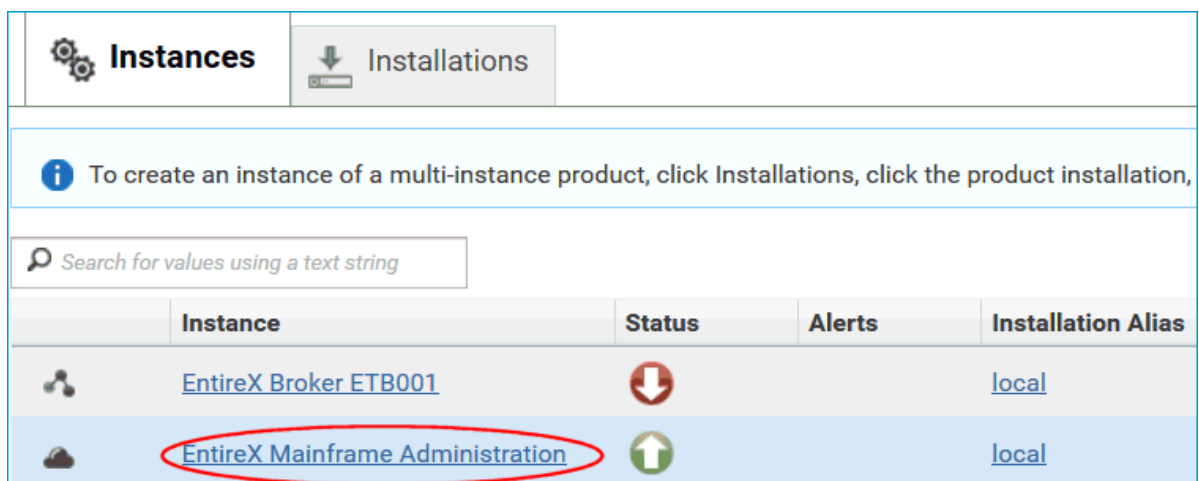 Instances Installations
To create an instance of a multi-instance product, click Installations, click the product installation,
Search for values using a text string
Instance Status Alerts Installation Alias
EntireX Broker ETB001 local
EntireX Mainframe Administration local